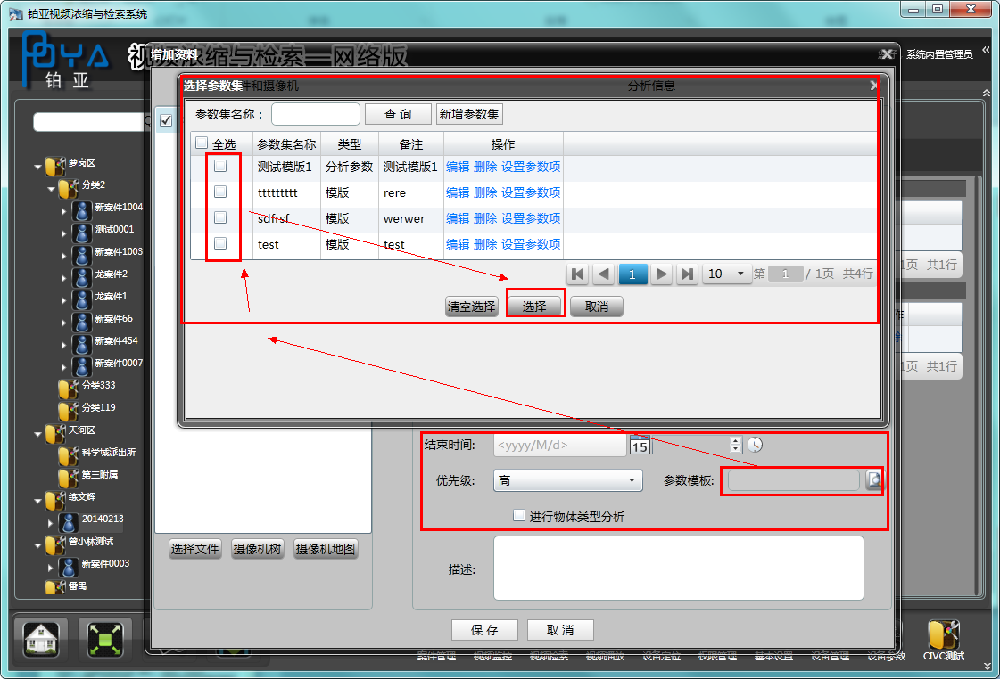 铂亚视频浓缩与检索系统
POYA
铂亚
视频浓缩与检索—网络版
系统内置管理员
增加资料
选择参数集
件和摄像机
分析信息
参数集名称：
查 询
新增参数集
全选 参数集名称 类型 备注 操作
测试模版1 分析参数 测试模版1 编辑 删除 设置参数项
ttttttttt 模版 rere 编辑 删除 设置参数项
sdfrsf 模版 werwer 编辑 删除 设置参数项
test 模版 test 编辑 删除 设置参数项
1 10 第 1 / 1页 共4行
清空选择 选择 取消
萝岗区
分类2
新案件1004
测试0001
新案件1003
龙案件2
龙案件1
新案件66
新案件454
新案件0007
分类333
分类119
天河区
科学城派出所
第三附属
练文辉
20140213
曾小林测试
新案件0003
番禺
1页 共1行
1页 共1行
结束时间: <yyyy/M/d> 15
优先级: 高 参数模板:
进行物体类型分析
描述:
选择文件 摄像机树 摄像机地图
保 存 取 消
案件管理 视频监控 视频检索 视频播放 设备定位 权限管理 基本设置 设备管理 设备参数 CIVC测试